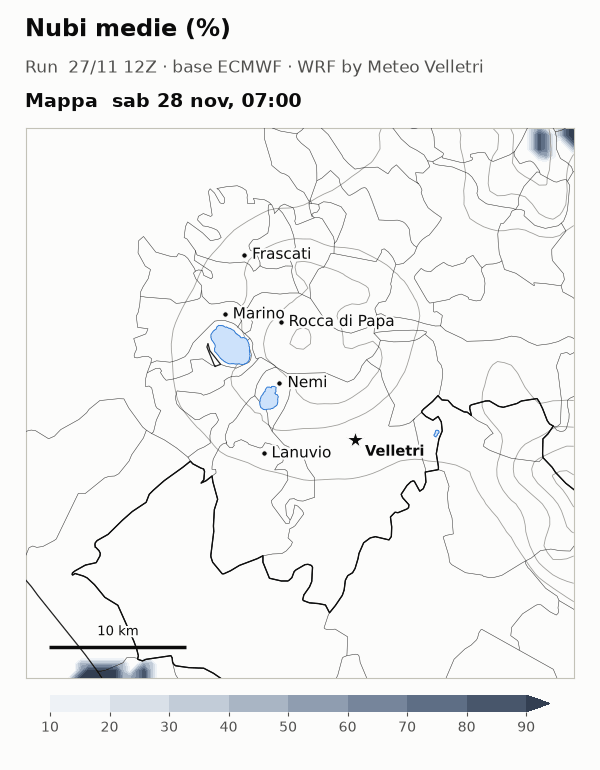 Nubi medie (%)
Run  27/11 12Z · base ECMWF · WRF by Meteo Velletri
Mappa  sab 28 nov, 07:00
Frascati
Marino
Rocca di Papa
Nemi
Velletri
Lanuvio
10 km
10 20 30 40 50 60 70 80 90